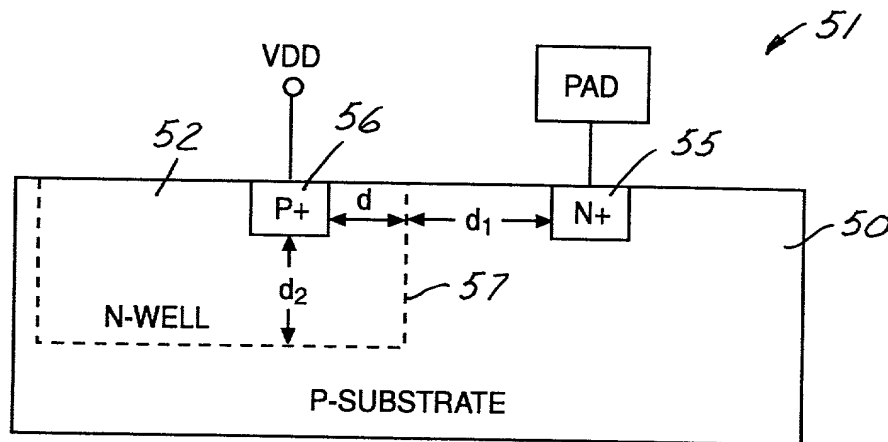 51
VDD
PAD
52
56
55
P+
d
d1
N+
50
d2
57
N-WELL
P-SUBSTRATE